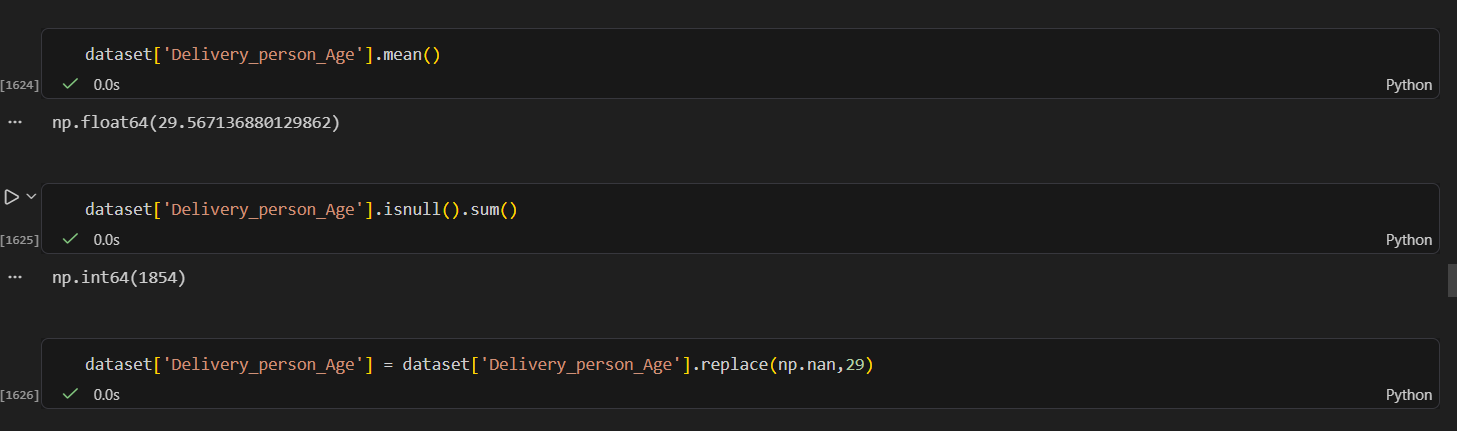 dataset['Delivery_person_Age'].mean()
[1624] 0.0s Python
np.float64(29.567136880129862)
dataset['Delivery_person_Age'].isnull().sum()
[1625] 0.0s Python
np.int64(1854)
dataset['Delivery_person_Age'] = dataset['Delivery_person_Age'].replace(np.nan,29)
[1626] 0.0s Python